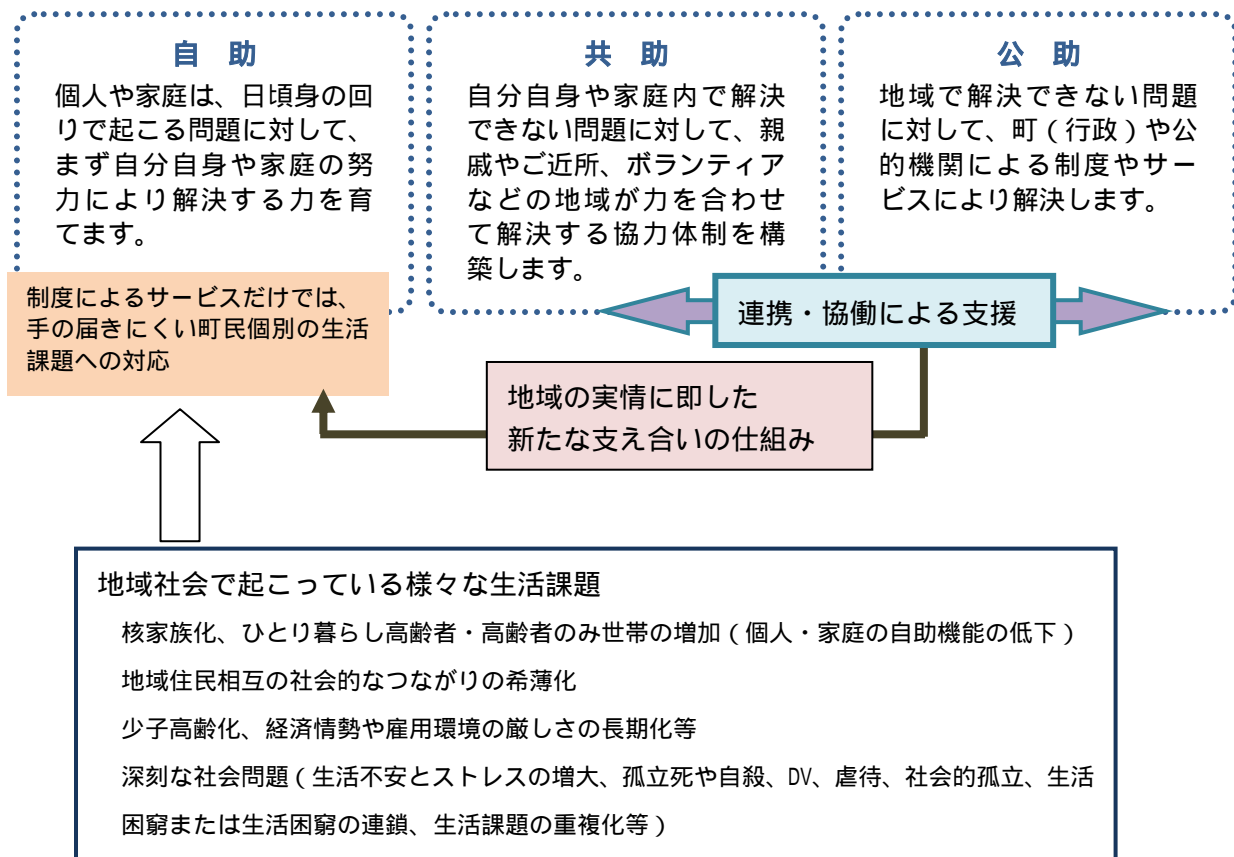 自 助
個人や家庭は、日頃身の回
りで起こる問題に対して、
まず自分自身や家庭の努
力により解決する力を育
てます。
共 助
自分自身や家庭内で解決
できない問題に対して、親
戚やご近所、ボランティア
などの地域が力を合わせ
て解決する協力体制を構
築します。
公 助
地域で解決できない問題
に対して、町（行政）や公
的機関による制度やサー
ビスにより解決します。
制度によるサービスだけでは、
手の届きにくい町民個別の生活
課題への対応
連携・協働による支援
地域の実情に即した
新たな支え合いの仕組み
地域社会で起こっている様々な生活課題
核家族化、ひとり暮らし高齢者・高齢者のみ世帯の増加（個人・家庭の自助機能の低下）
地域住民相互の社会的なつながりの希薄化
少子高齢化、経済情勢や雇用環境の厳しさの長期化等
深刻な社会問題（生活不安とストレスの増大、孤立死や自殺、DV、虐待、社会的孤立、生活
困窮または生活困窮の連鎖、生活課題の重複化等）